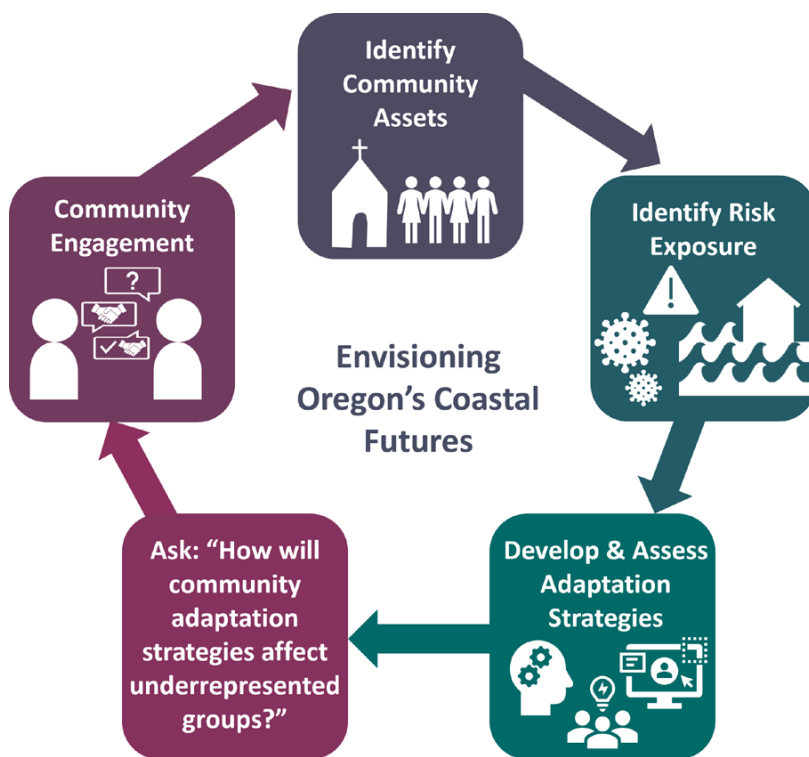 Identify
Community
Assets
Community
Engagement
?
Identify Risk
Exposure
!
Envisioning
Oregon’s Coastal
Futures
Ask: “How will
community
adaptation
strategies affect
underrepresented
groups?”
Develop & Assess
Adaptation
Strategies